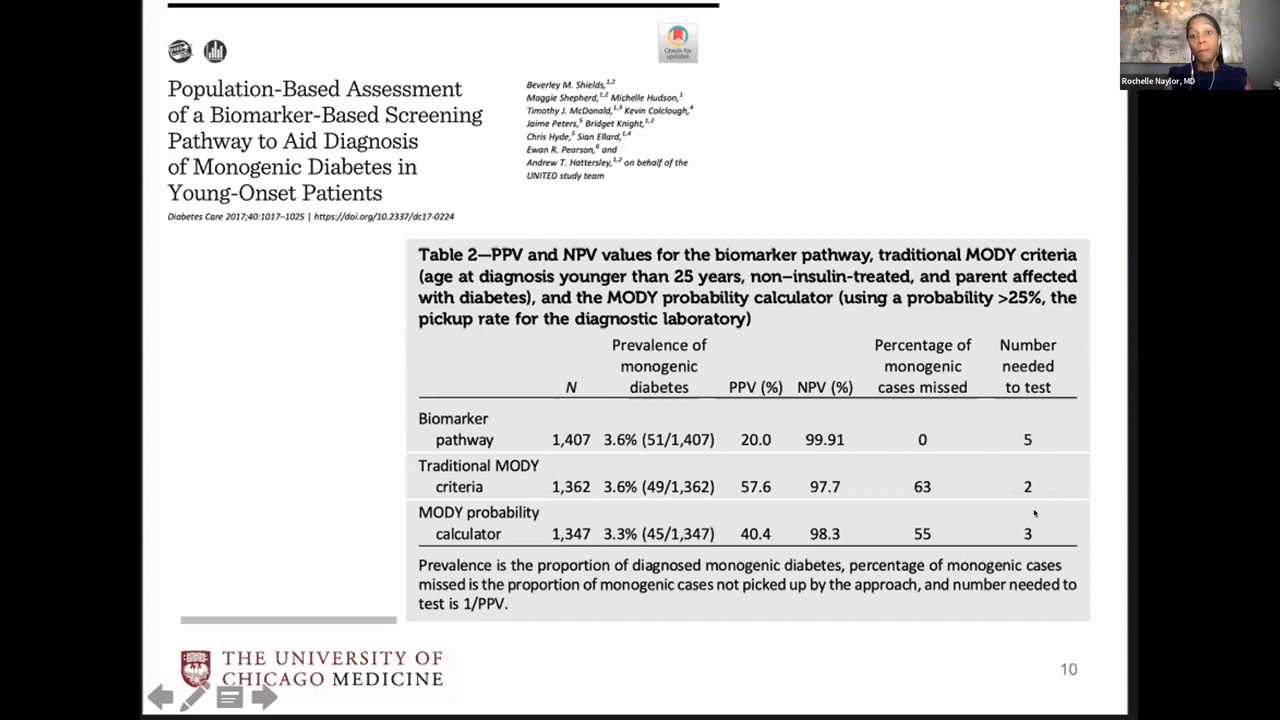 Rochelle Naylor, MD
Check for
updates
Population-Based Assessment
of a Biomarker-Based Screening
Pathway to Aid Diagnosis
of Monogenic Diabetes in
Young-Onset Patients
Diabetes Care 2017;40:1017–1025 | https://doi.org/10.2337/dc17-0224
Beverley M. Shields,1,2
Maggie Shepherd,1,2 Michelle Hudson,1
Timothy J. McDonald,1,3 Kevin Colclough,4
Jaime Peters,5 Bridget Knight,1,2
Chris Hyde,5 Sian Ellard,1,4
Ewan R. Pearson,6 and
Andrew T. Hattersley,1,2 on behalf of the
UNITED study team
Table 2—PPV and NPV values for the biomarker pathway, traditional MODY criteria
(age at diagnosis younger than 25 years, non–insulin-treated, and parent affected
with diabetes), and the MODY probability calculator (using a probability >25%, the
pickup rate for the diagnostic laboratory)
Prevalence of Percentage of Number
monogenic monogenic needed
N diabetes PPV (%) NPV (%) cases missed to test
Biomarker
pathway 1,407 3.6% (51/1,407) 20.0 99.91 0 5
Traditional MODY
criteria 1,362 3.6% (49/1,362) 57.6 97.7 63 2
MODY probability
calculator 1,347 3.3% (45/1,347) 40.4 98.3 55 3
Prevalence is the proportion of diagnosed monogenic diabetes, percentage of monogenic cases
missed is the proportion of monogenic cases not picked up by the approach, and number needed to
test is 1/PPV.
THE UNIVERSITY OF
CHICAGO MEDICINE
10